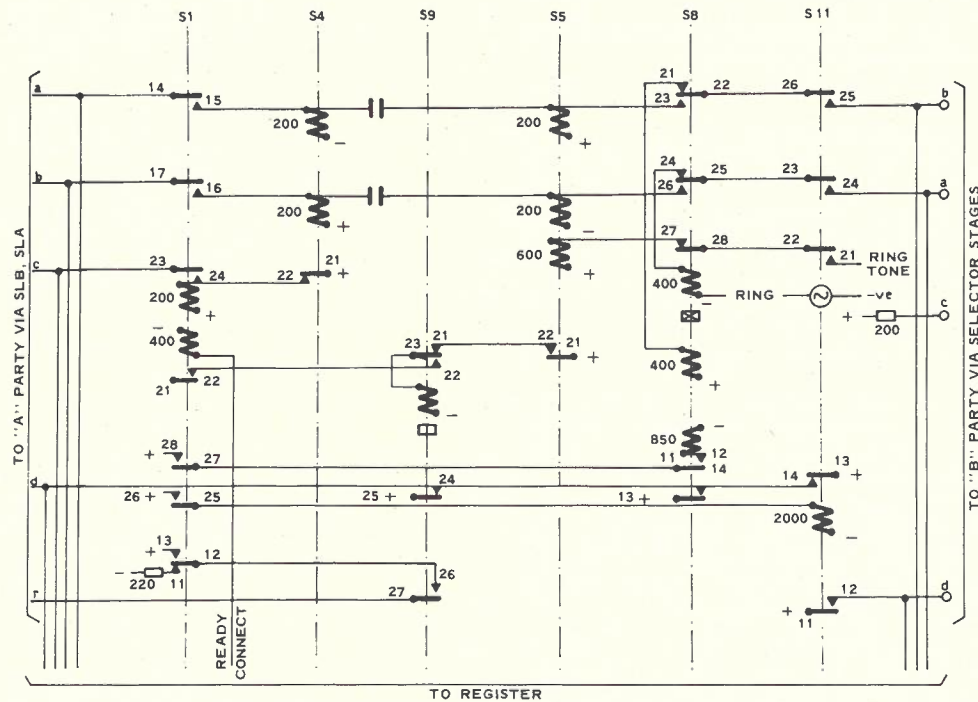 S1 S4 S9 S5 S8 S11
a 14 15 200 - 200 + 21 23 22 26 25 b
b 17 16 200 + 200 - 24 26 25 23 24 a
600 + 27 28 22 21 RING TONE
c 23 24 22 21 + 400 - RING -ve
200 + + 200 c
- 400 23 21 22 21 + 400 +
21 22 22 -
- 850
28 + 27 11 12 14 13 +
d 26 + 25 25 + 24 13 + 14
2000 -
13 + 12
- 220 11 26
r 27 12 d
+ 11
READY CONNECT
TO "A" PARTY VIA SLB, SLA
TO "B" PARTY VIA SELECTOR STAGES
TO REGISTER